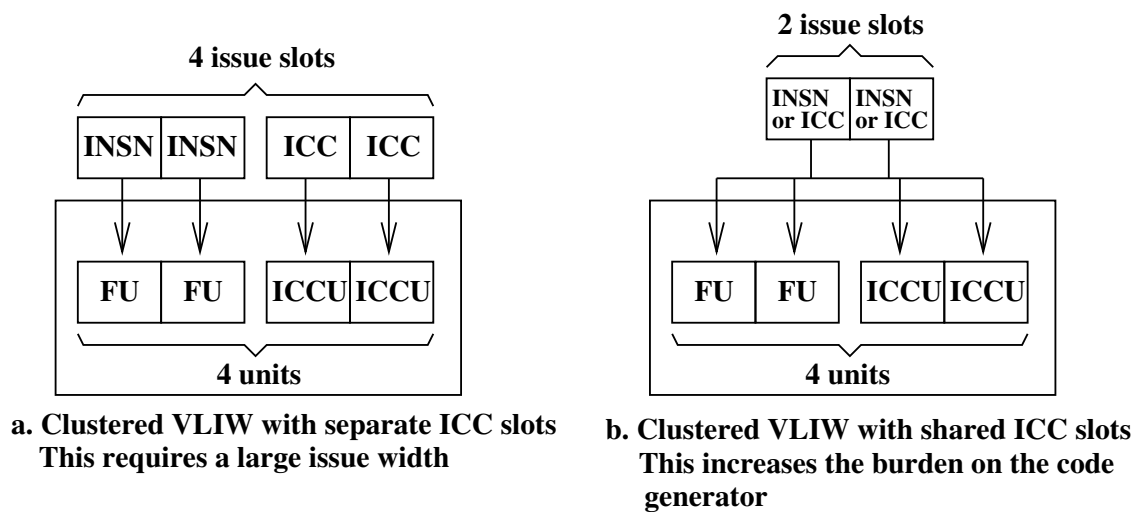 4 issue slots
INSN INSN ICC ICC
FU FU ICCU ICCU
4 units
a. Clustered VLIW with separate ICC slots
This requires a large issue width
2 issue slots
INSN INSN
or ICC or ICC
FU FU ICCU ICCU
4 units
b. Clustered VLIW with shared ICC slots
This increases the burden on the code
generator